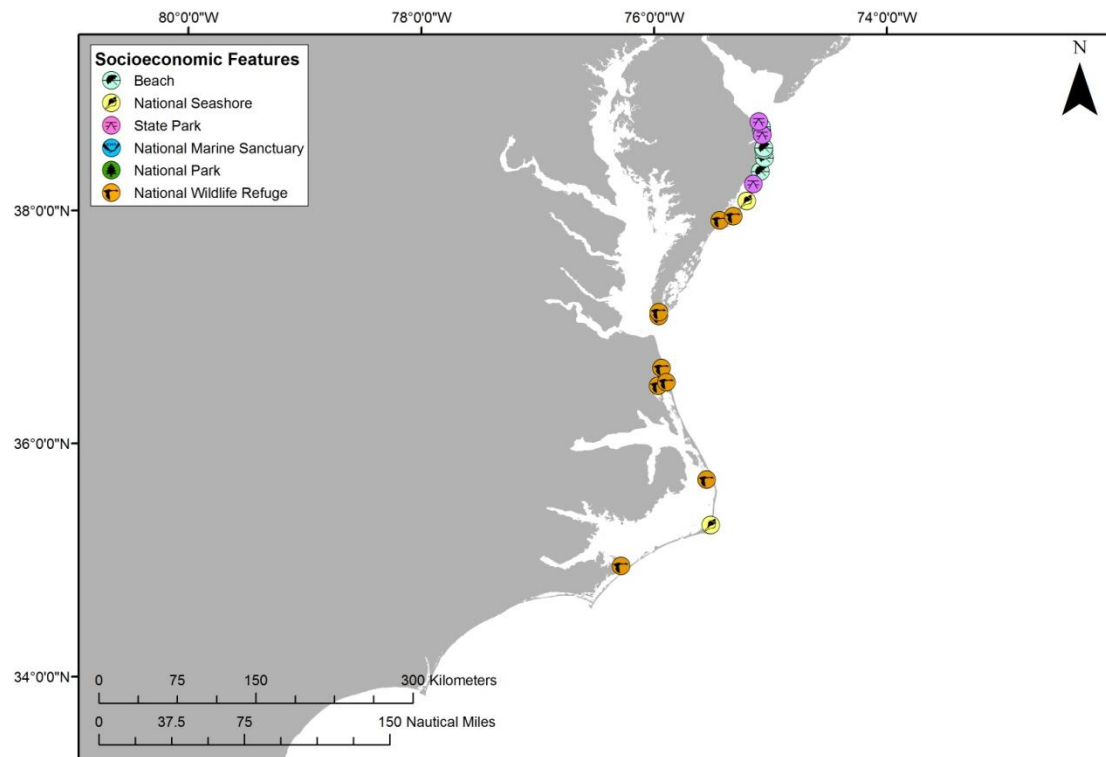 80°0'0"W 78°0'0"W 76°0'0"W 74°0'0"W
N
Socioeconomic Features
Beach
National Seashore
State Park
National Marine Sanctuary
National Park
National Wildlife Refuge
38°0'0"N
36°0'0"N
34°0'0"N
0 75 150 300 Kilometers
0 37.5 75 150 Nautical Miles